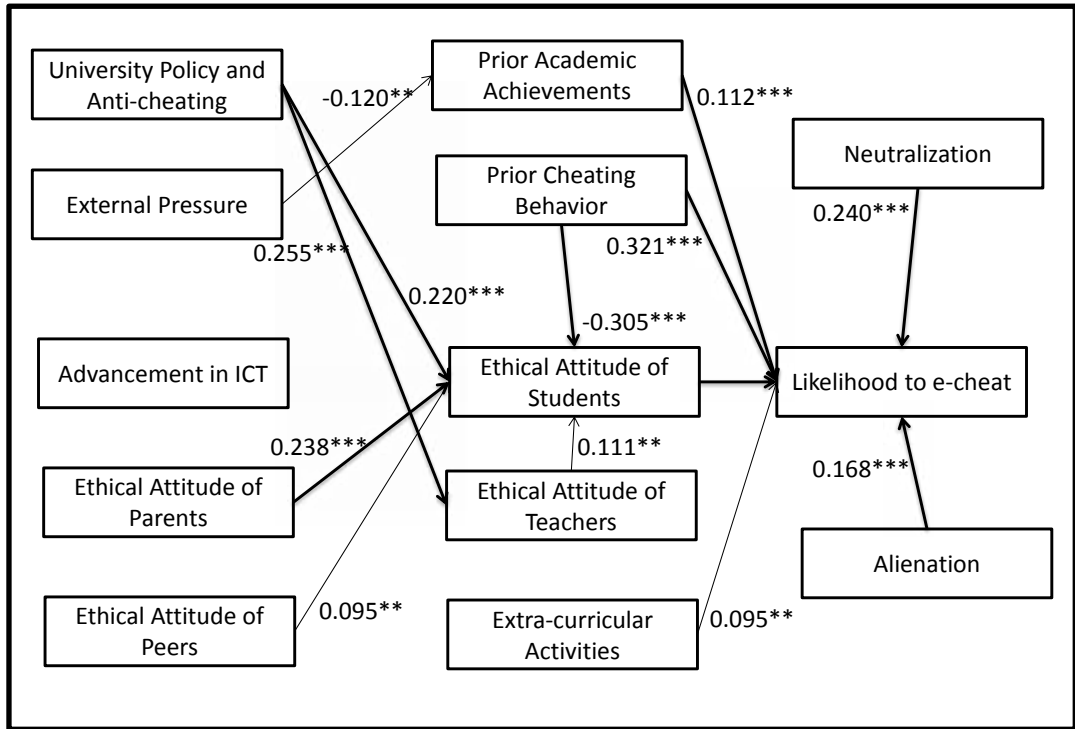 University Policy and
Anti-cheating
Prior Academic
Achievements
-0.120**
0.112***
Neutralization
External Pressure
Prior Cheating
Behavior
0.240***
0.255***
0.321***
0.220***
-0.305***
Advancement in ICT
Ethical Attitude of
Students
Likelihood to e-cheat
0.238***
0.111**
0.168***
Ethical Attitude of
Parents
Ethical Attitude of
Teachers
Alienation
Ethical Attitude of
Peers
0.095**
Extra-curricular
Activities
0.095**